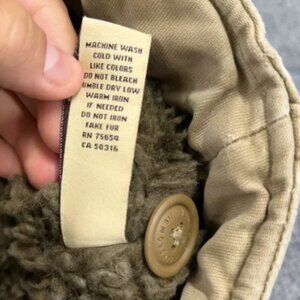 MACHINE WASH
COLD WITH
LIKE COLORS
DO NOT BLEACH
UMBLE DRY LOW
WARM IRON
IF NEEDED
DO NOT IRON
FAKE FUR
RN 75654
CA 50316